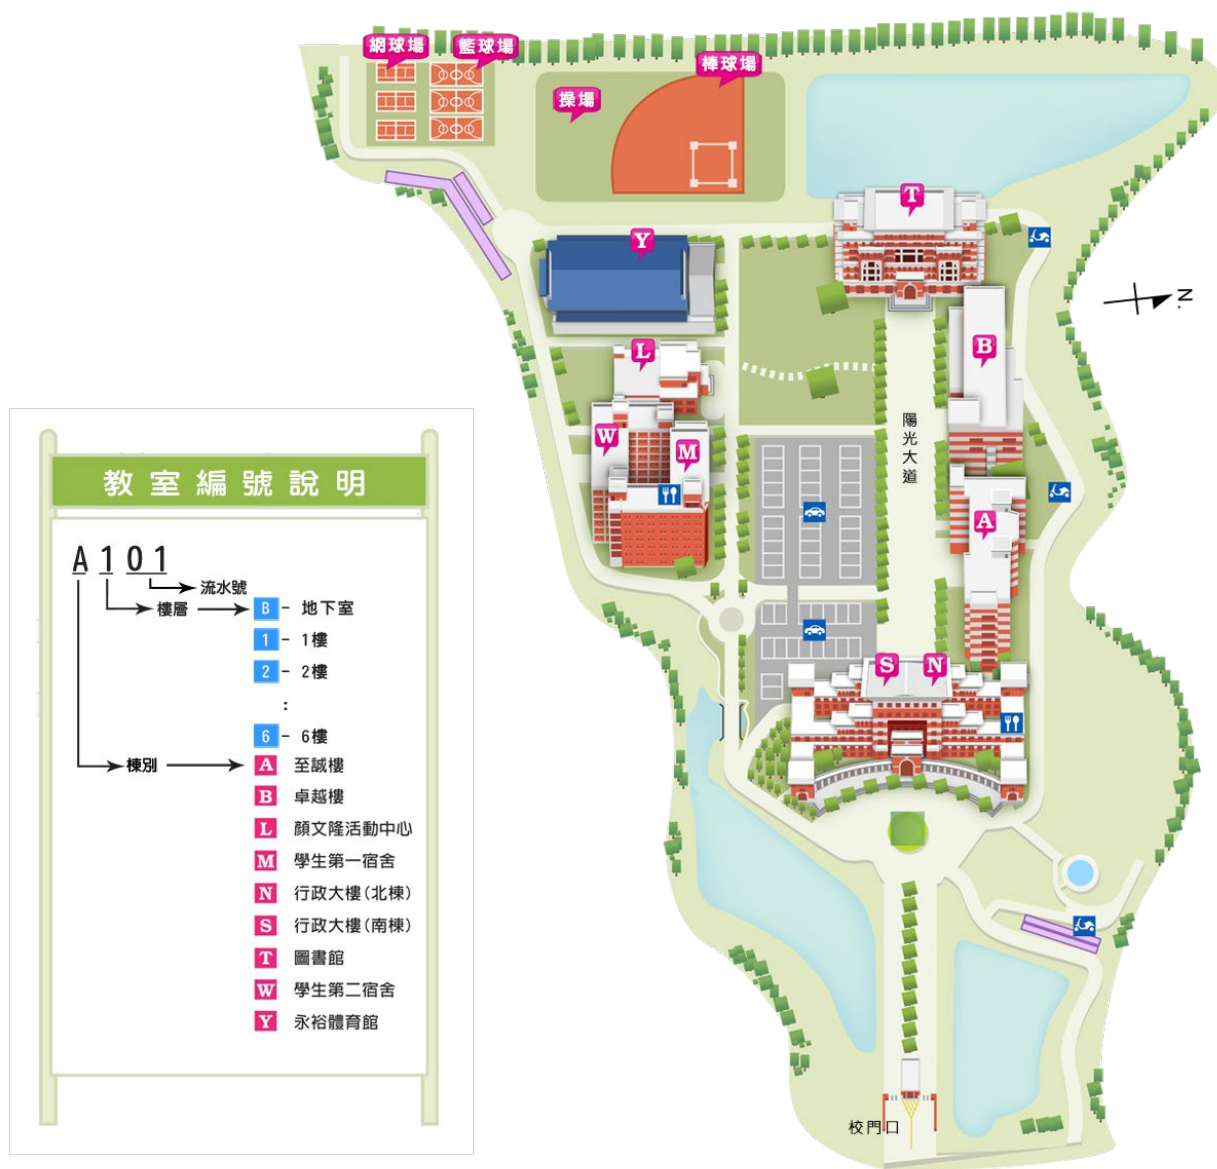 網球場
籃球場
操場
棒球場
T
Y
N.
L
B
W
M
陽光大道
A
S
N
校門口
教室編號說明
A 1 01
流水號
樓層
B - 地下室
1 - 1樓
2 - 2樓
:
6 - 6樓
棟別
A 至誠樓
B 卓越樓
L 顏文隆活動中心
M 學生第一宿舍
N 行政大樓(北棟)
S 行政大樓(南棟)
T 圖書館
W 學生第二宿舍
Y 永裕體育館